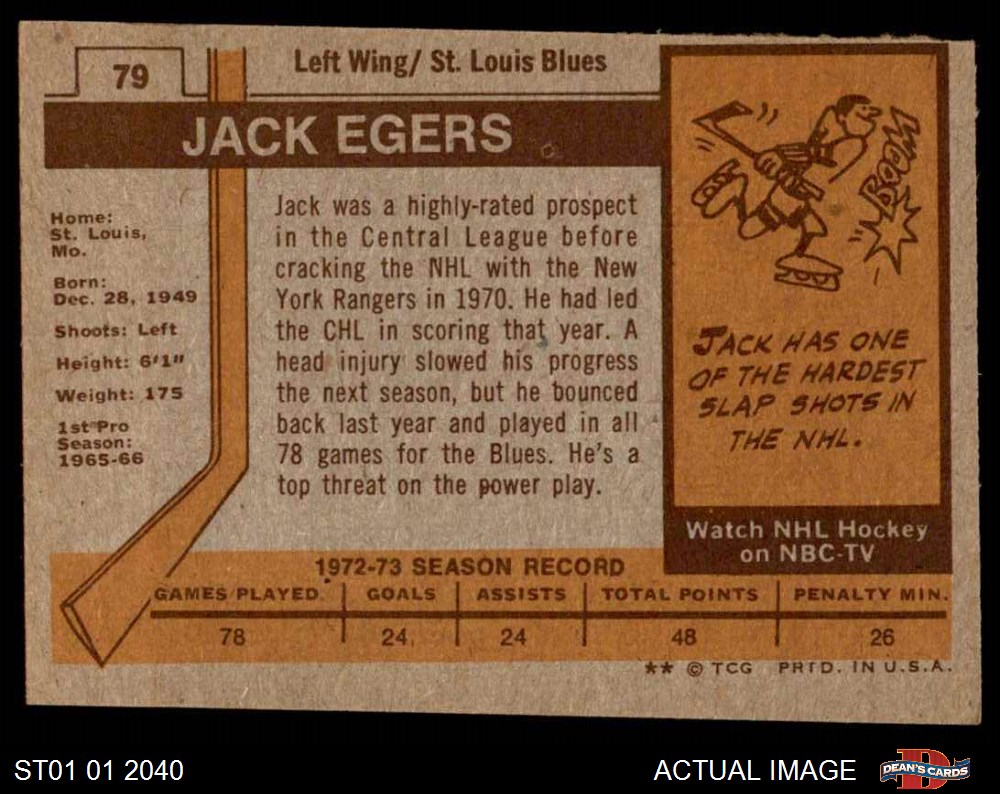 79
Left Wing/ St. Louis Blues
JACK EGERS
Home:
St. Louis,
Mo.
Born:
Dec. 28, 1949
Shoots: Left
Height: 6'1"
Weight: 175
1st Pro
Season:
1965-66
Jack was a highly-rated prospect
in the Central League before
cracking the NHL with the New
York Rangers in 1970. He had led
the CHL in scoring that year. A
head injury slowed his progress
the next season, but he bounced
back last year and played in all
78 games for the Blues. He's a
top threat on the power play.
BOOM
JACK HAS ONE
OF THE HARDEST
SLAP SHOTS IN
THE NHL.
Watch NHL Hockey
on NBC-TV
1972-73 SEASON RECORD
GAMES PLAYED GOALS ASSISTS TOTAL POINTS PENALTY MIN.
78 24 24 48 26
** © TCG PRTD. IN U.S.A.
ST01 01 2040
ACTUAL IMAGE
DEAN'S CARDS